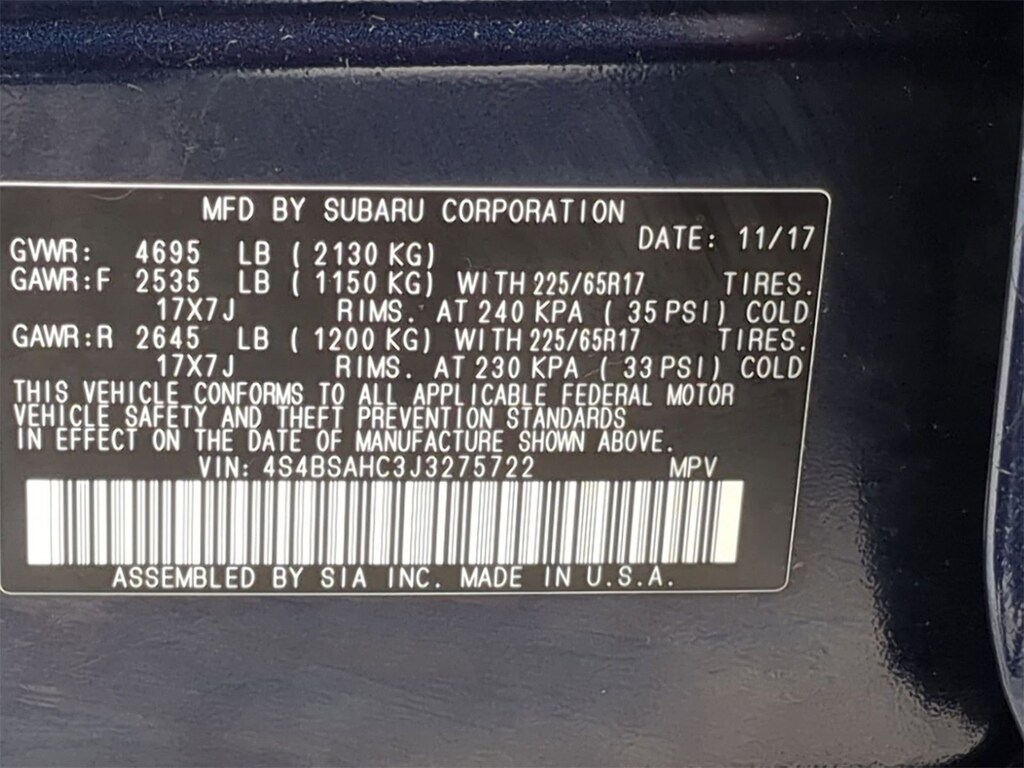 MFD BY SUBARU CORPORATION
DATE: 11/17
GVWR: 4695 LB ( 2130 KG)
GAWR:F 2535 LB ( 1150 KG) WITH 225/65R17 TIRES.
17X7J RIMS. AT 240 KPA ( 35 PSI) COLD
GAWR:R 2645 LB ( 1200 KG) WITH 225/65R17 TIRES.
17X7J RIMS. AT 230 KPA ( 33 PSI) COLD
THIS VEHICLE CONFORMS TO ALL APPLICABLE FEDERAL MOTOR
VEHICLE SAFETY AND THEFT PREVENTION STANDARDS
IN EFFECT ON THE DATE OF MANUFACTURE SHOWN ABOVE.
VIN: 4S4BSAHC3J3275722 MPV
ASSEMBLED BY SIA INC. MADE IN U.S.A.